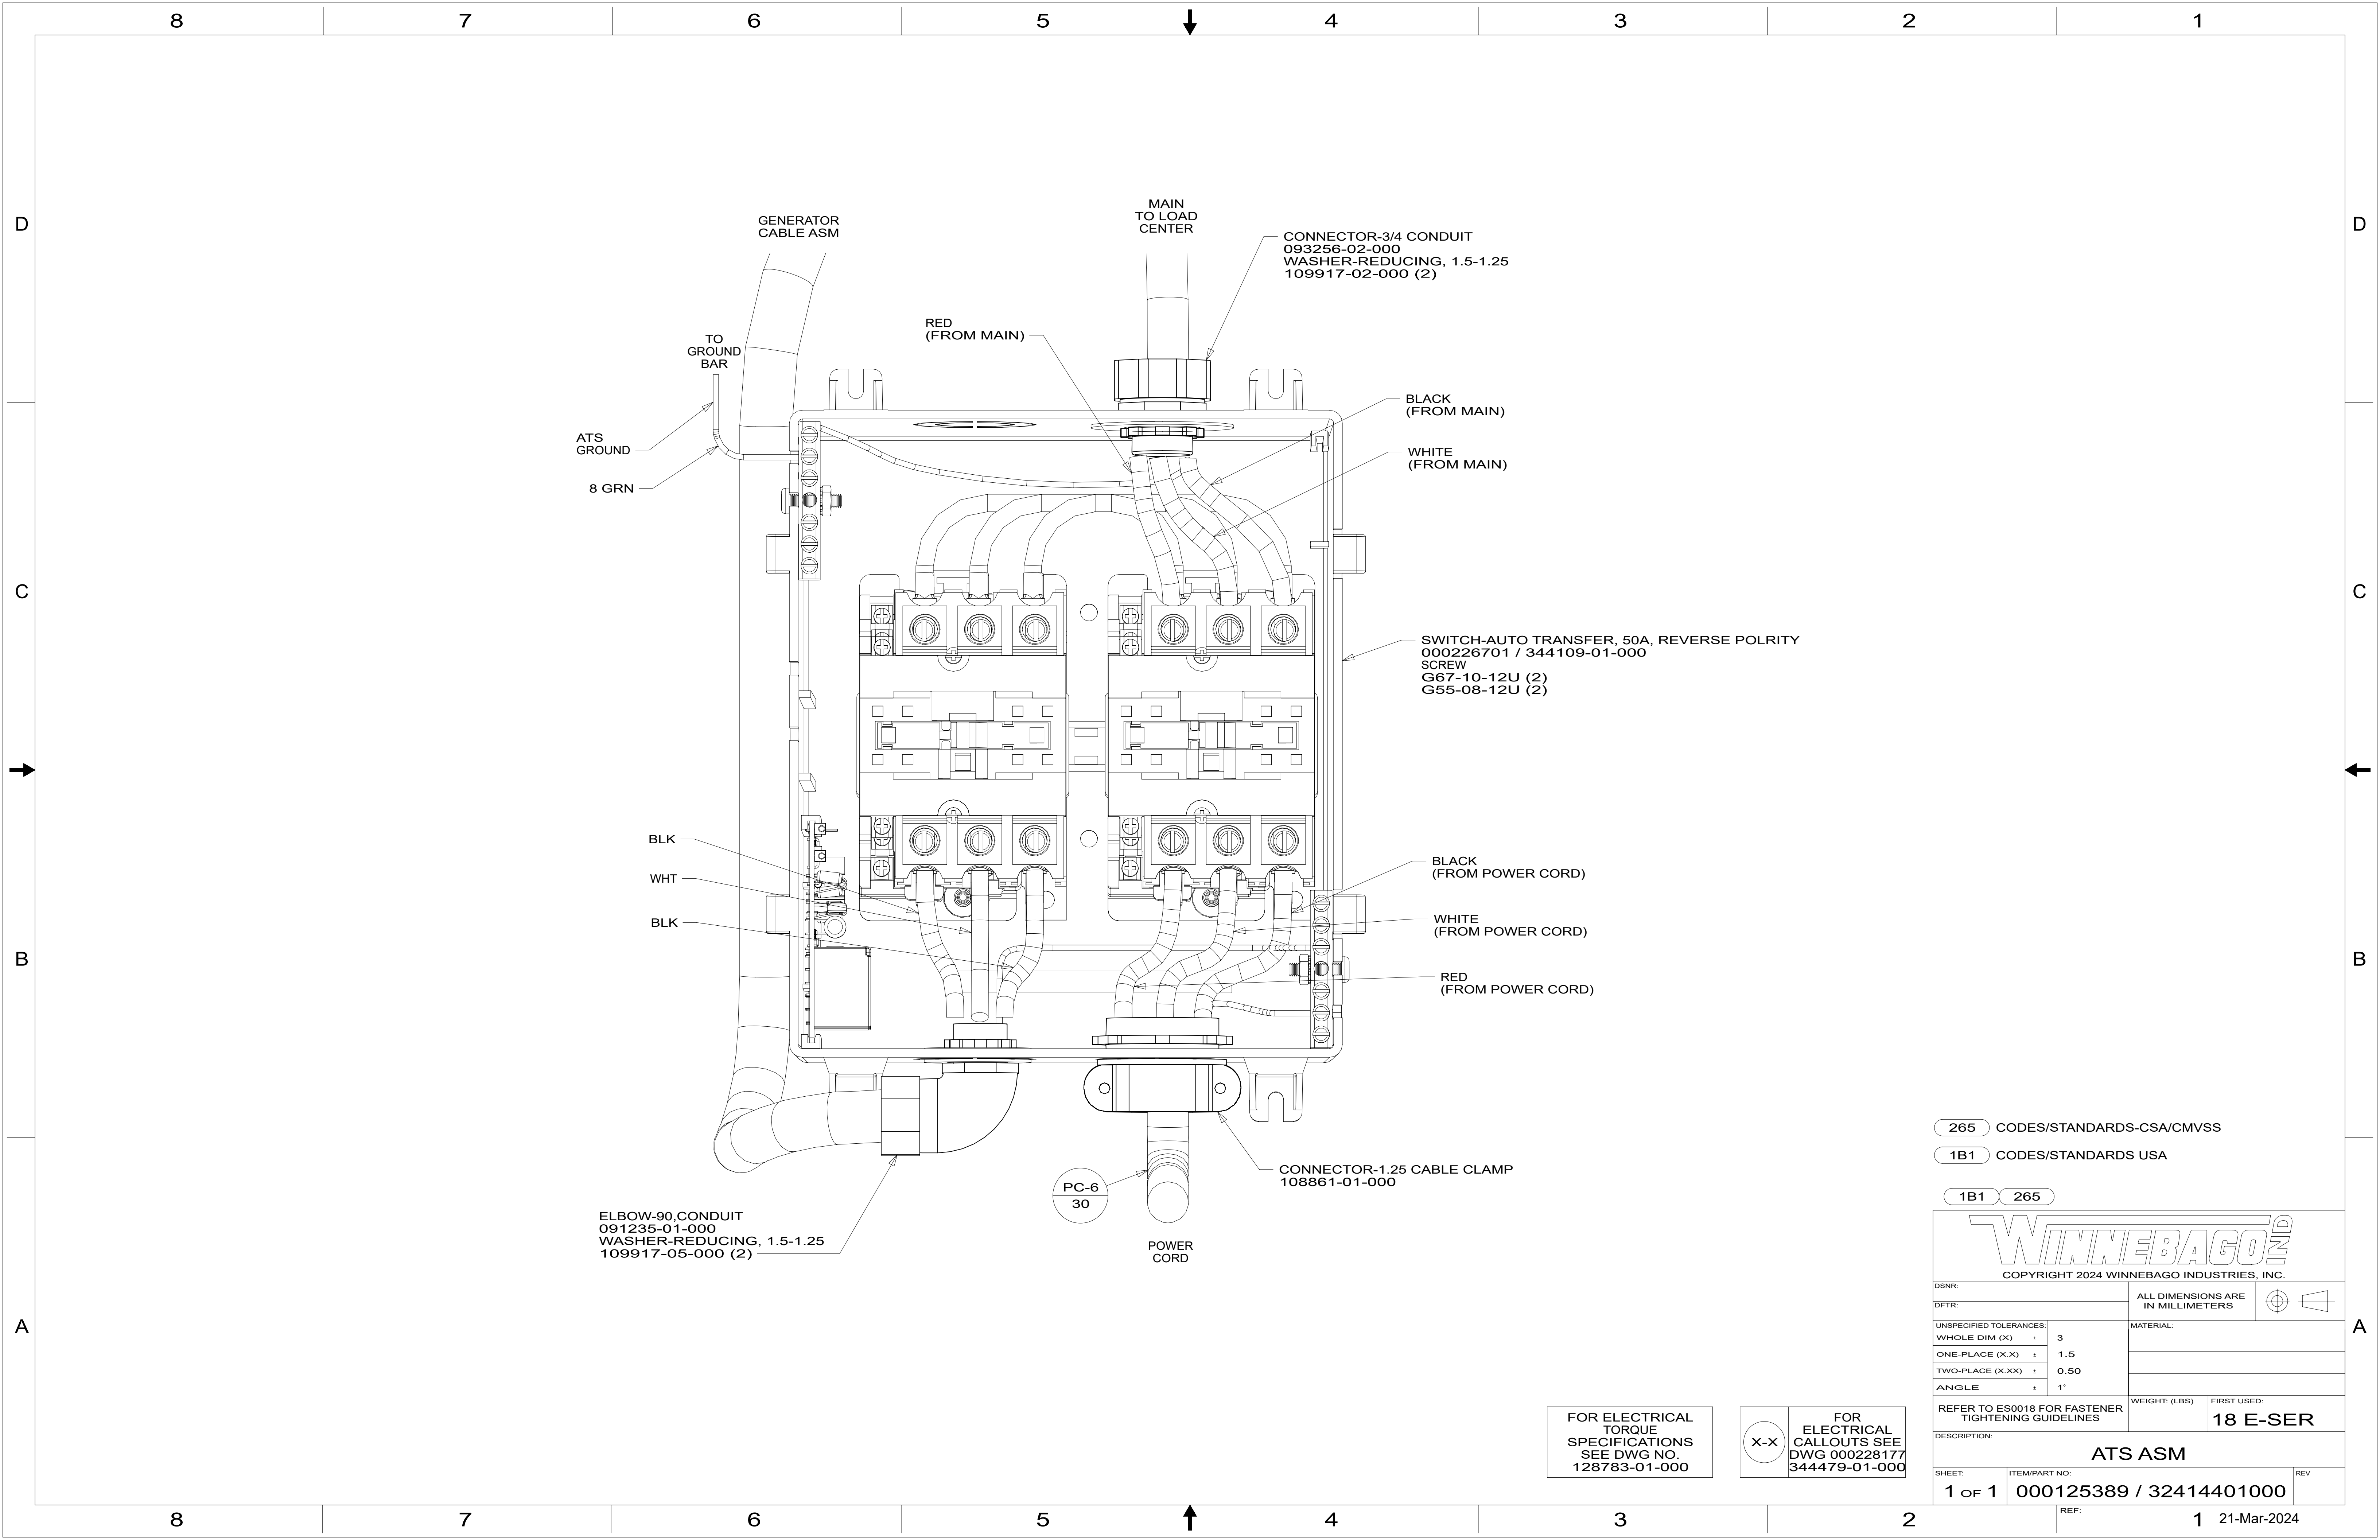 8 7 6 5 4 3 2 1
D
D
GENERATOR
CABLE ASM
MAIN
TO LOAD
CENTER
CONNECTOR-3/4 CONDUIT
093256-02-000
WASHER-REDUCING, 1.5-1.25
109917-02-000 (2)
RED
(FROM MAIN)
TO
GROUND
BAR
BLACK
(FROM MAIN)
ATS
GROUND
WHITE
(FROM MAIN)
8 GRN
C
C
SWITCH-AUTO TRANSFER, 50A, REVERSE POLRITY
000226701 / 344109-01-000
SCREW
G67-10-12U (2)
G55-08-12U (2)
BLK
WHT
BLK
BLACK
(FROM POWER CORD)
WHITE
(FROM POWER CORD)
RED
(FROM POWER CORD)
B
B
CONNECTOR-1.25 CABLE CLAMP
108861-01-000
PC-6
30
ELBOW-90,CONDUIT
091235-01-000
WASHER-REDUCING, 1.5-1.25
109917-05-000 (2)
POWER
CORD
265 CODES/STANDARDS-CSA/CMVSS
1B1 CODES/STANDARDS USA
1B1 265
WINNEBAGO IND
COPYRIGHT 2024 WINNEBAGO INDUSTRIES, INC.
DSNR:
DFTR:
ALL DIMENSIONS ARE
IN MILLIMETERS
A
A
UNSPECIFIED TOLERANCES:
WHOLE DIM (X) ± 3
ONE-PLACE (X.X) ± 1.5
TWO-PLACE (X.XX) ± 0.50
ANGLE ± 1°
MATERIAL:
REFER TO ES0018 FOR FASTENER
TIGHTENING GUIDELINES
WEIGHT: (LBS)
FIRST USED:
18 E-SER
FOR ELECTRICAL
TORQUE
SPECIFICATIONS
SEE DWG NO.
128783-01-000
X-X
FOR
ELECTRICAL
CALLOUTS SEE
DWG 000228177
344479-01-000
DESCRIPTION:
ATS ASM
SHEET:
1 OF 1
ITEM/PART NO:
000125389 / 32414401000
REV
REF:
8 7 6 5 4 3 2 1
21-Mar-2024